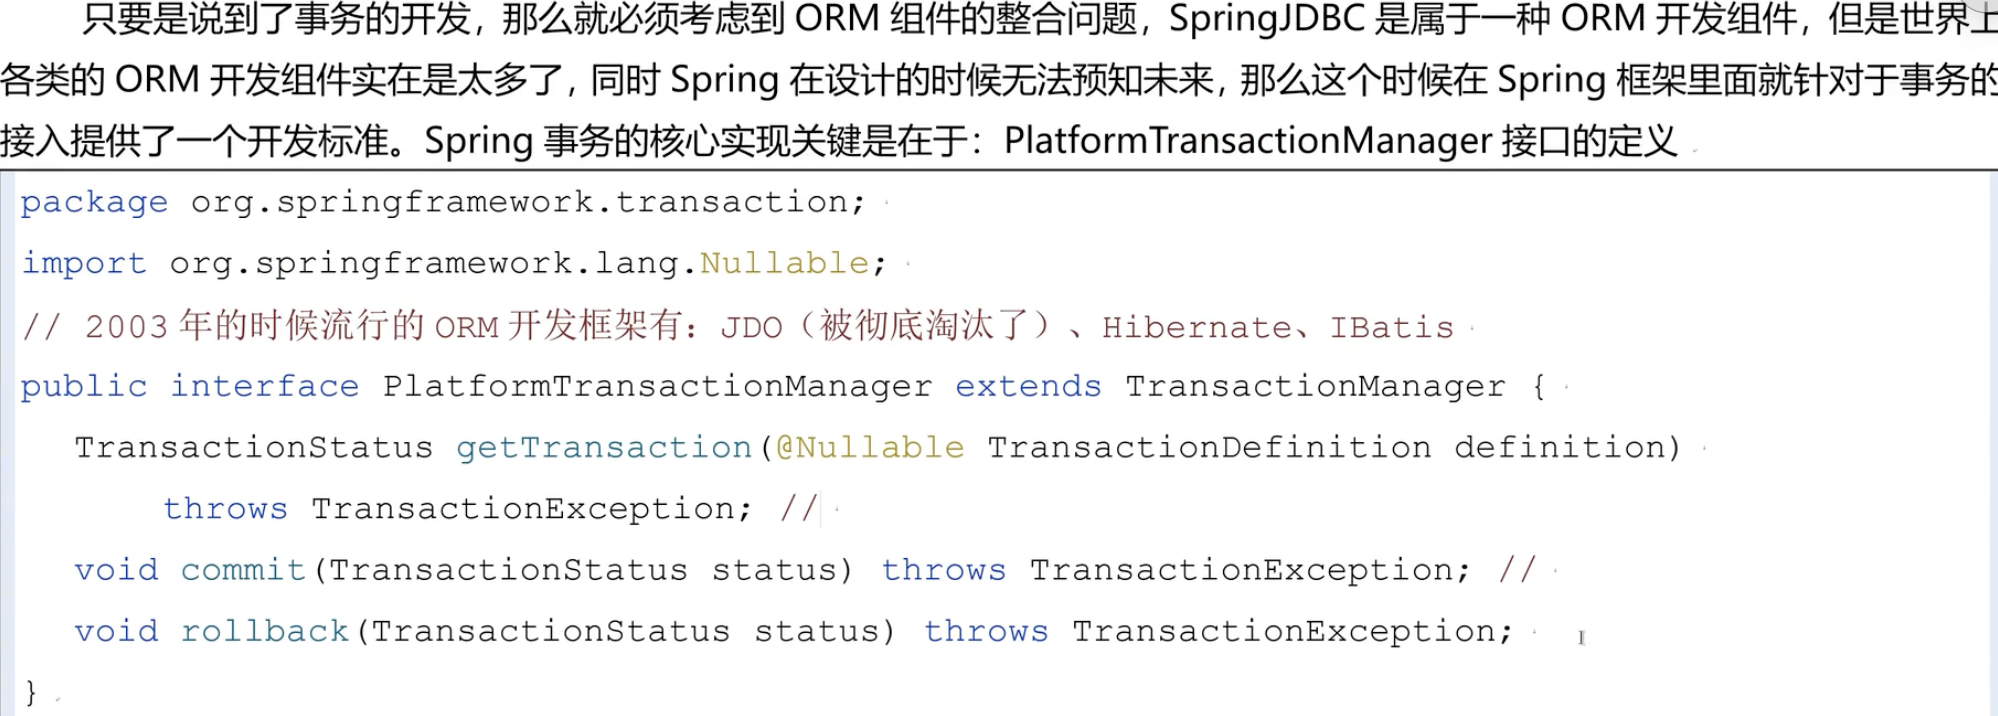 只要是说到了事务的开发，那么就必须考虑到 ORM 组件的整合问题，SpringJDBC 是属于一种 ORM 开发组件，但是世界上
各类的 ORM 开发组件实在是太多了，同时 Spring 在设计的时候无法预知未来，那么这个时候在 Spring 框架里面就针对于事务的
接入提供了一个开发标准。Spring 事务的核心实现关键是在于：PlatformTransactionManager 接口的定义
package org.springframework.transaction;
import org.springframework.lang.Nullable;
// 2003 年的时候流行的 ORM 开发框架有：JDO（被彻底淘汰了）、Hibernate、IBatis
public interface PlatformTransactionManager extends TransactionManager {
TransactionStatus getTransaction(@Nullable TransactionDefinition definition)
throws TransactionException; //
void commit(TransactionStatus status) throws TransactionException; //
void rollback(TransactionStatus status) throws TransactionException;
}